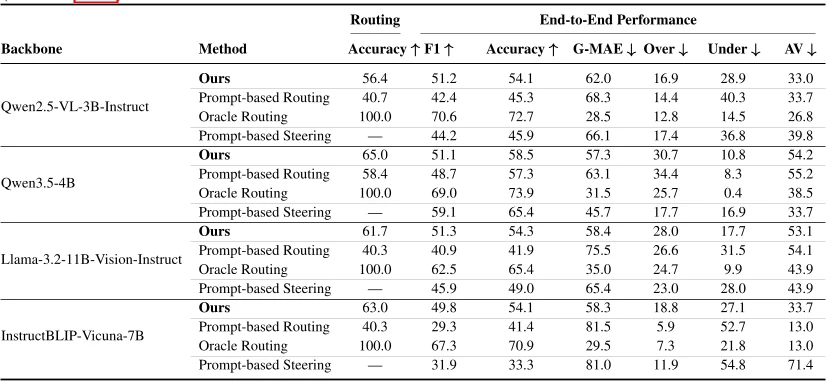 Routing End-to-End Performance
Backbone Method Accuracy ↑ F1 ↑ Accuracy ↑ G-MAE ↓ Over ↓ Under ↓ AV ↓
Ours 56.4 51.2 54.1 62.0 16.9 28.9 33.0
Qwen2.5-VL-3B-Instruct
Prompt-based Routing 40.7 42.4 45.3 68.3 14.4 40.3 33.7
Oracle Routing 100.0 70.6 72.7 28.5 12.8 14.5 26.8
Prompt-based Steering — 44.2 45.9 66.1 17.4 36.8 39.8
Ours 65.0 51.1 58.5 57.3 30.7 10.8 54.2
Qwen3.5-4B
Prompt-based Routing 58.4 48.7 57.3 63.1 34.4 8.3 55.2
Oracle Routing 100.0 69.0 73.9 31.5 25.7 0.4 38.5
Prompt-based Steering — 59.1 65.4 45.7 17.7 16.9 33.7
Ours 61.7 51.3 54.3 58.4 28.0 17.7 53.1
Llama-3.2-11B-Vision-Instruct
Prompt-based Routing 40.3 40.9 41.9 75.5 26.6 31.5 54.1
Oracle Routing 100.0 62.5 65.4 35.0 24.7 9.9 43.9
Prompt-based Steering — 45.9 49.0 65.4 23.0 28.0 43.9
Ours 63.0 49.8 54.1 58.3 18.8 27.1 33.7
InstructBLIP-Vicuna-7B
Prompt-based Routing 40.3 29.3 41.4 81.5 5.9 52.7 13.0
Oracle Routing 100.0 67.3 70.9 29.5 7.3 21.8 13.0
Prompt-based Steering — 31.9 33.3 81.0 11.9 54.8 71.4